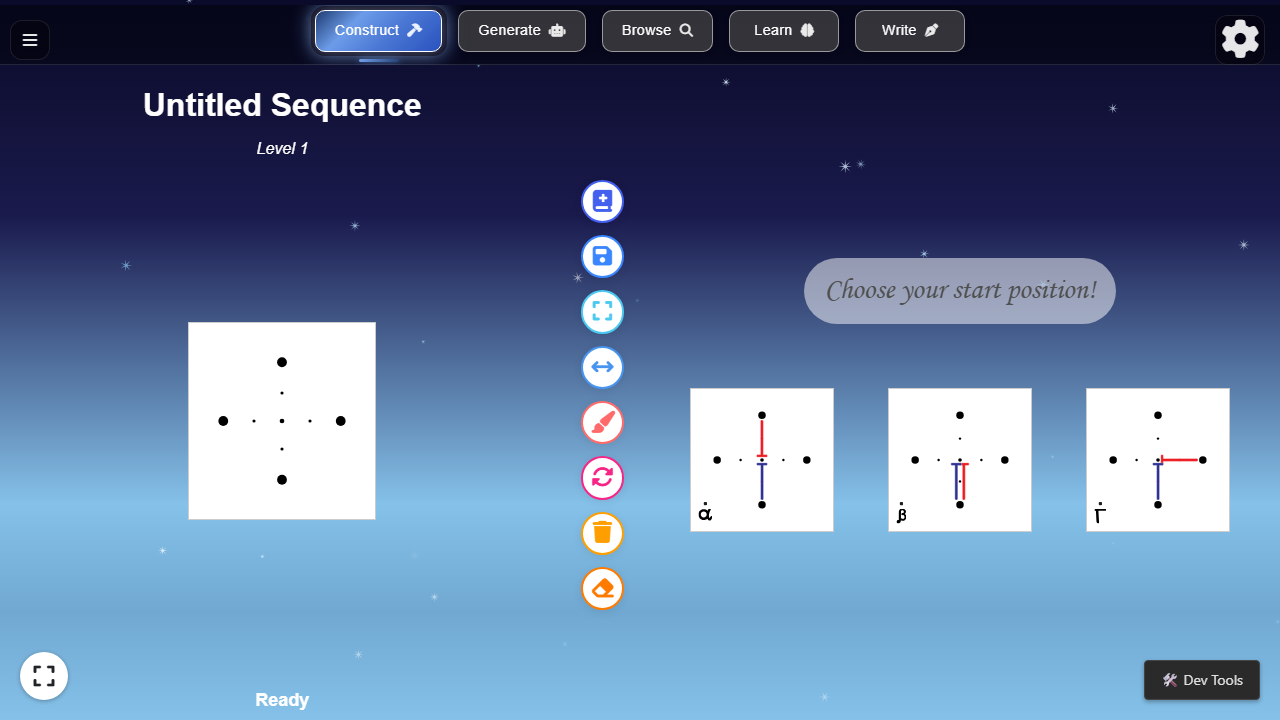 Construct
Generate
Browse
Learn
Write
Untitled Sequence
Level 1
Choose your start position!
α
β
Γ
Ready
Dev Tools